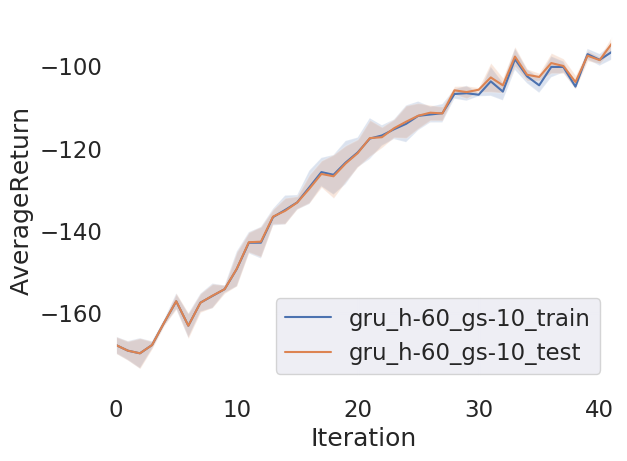 AverageReturn
−100
−120
−140
−160
gru_h-60_gs-10_train
gru_h-60_gs-10_test
0 10 20 30 40
Iteration